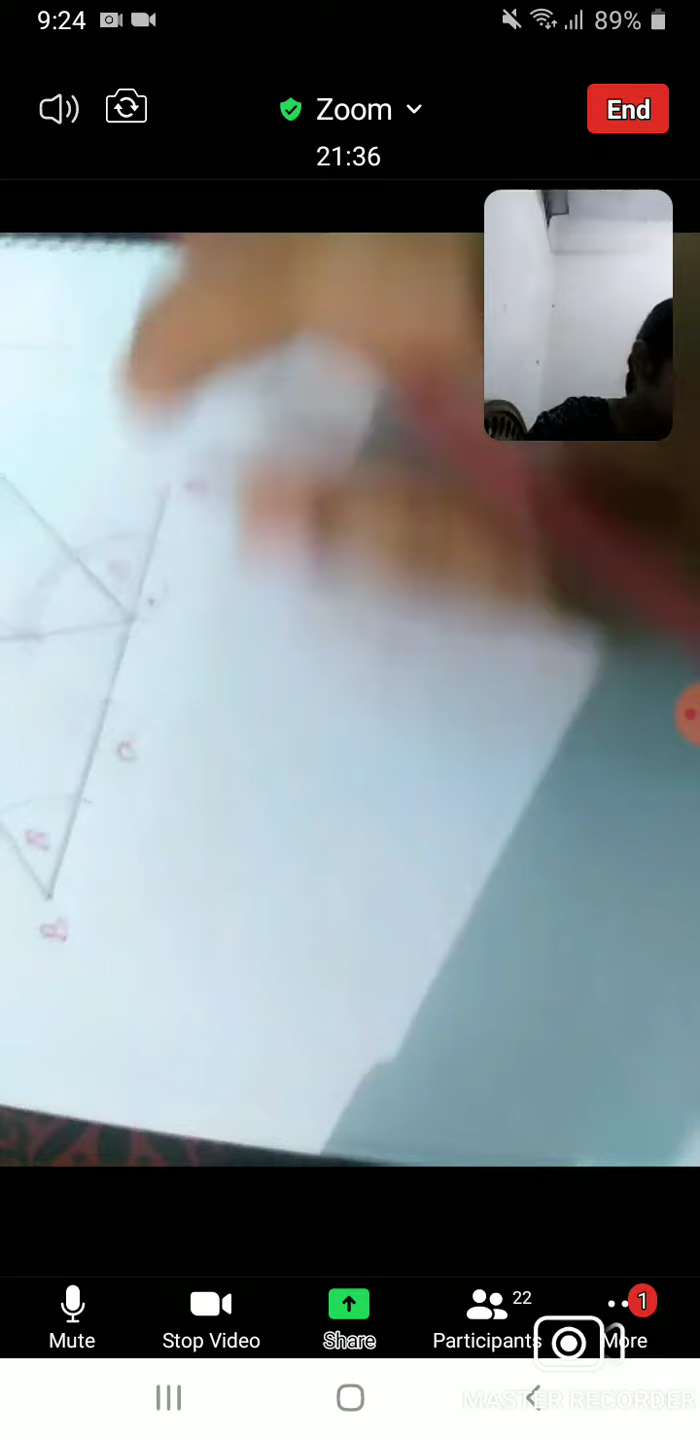 9:24 89%
Zoom End
21:36
B
Mute Stop Video Share Participants 22 More 1
MASTER RECORDER